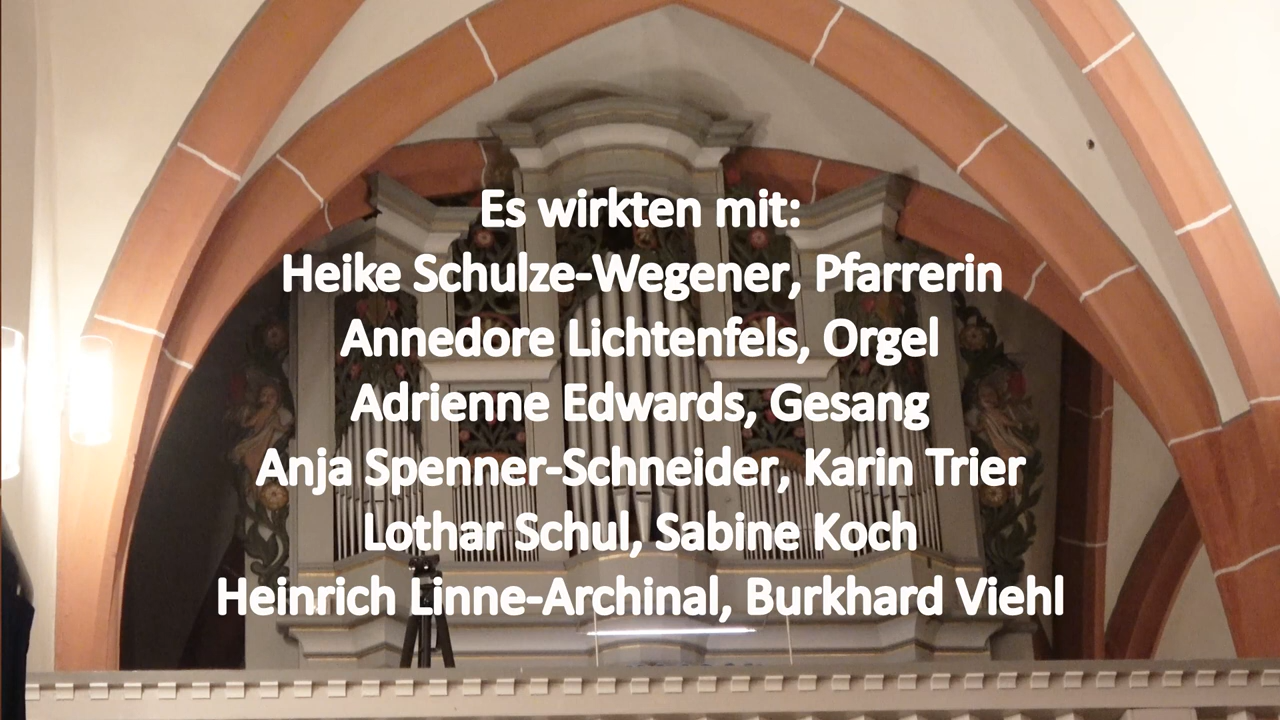 Es wirkten mit:
Heike Schulze-Wegener, Pfarrerin
Annedore Lichtenfels, Orgel
Adrienne Edwards, Gesang
Anja Spenner-Schneider, Karin Trier
Lothar Schul, Sabine Koch
Heinrich Linne-Archinal, Burkhard Viehl